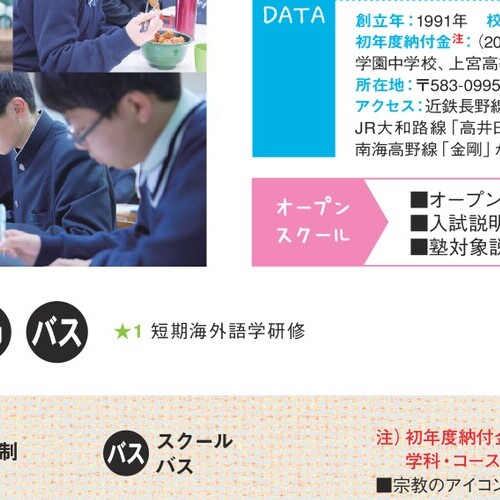 DATA
創立年：1991年　校
初年度納付金注：（20
学園中学校、上宮高
所在地：〒583-0995
アクセス：近鉄長野線
JR大和路線「高井田
南海高野線「金剛」
オープン
スクール
■オープン
■入試説明
■塾対象説
バス
★1 短期海外語学研修
制
バス
スクール
バス
注）初年度納付金
学科・コース
■宗教のアイコン